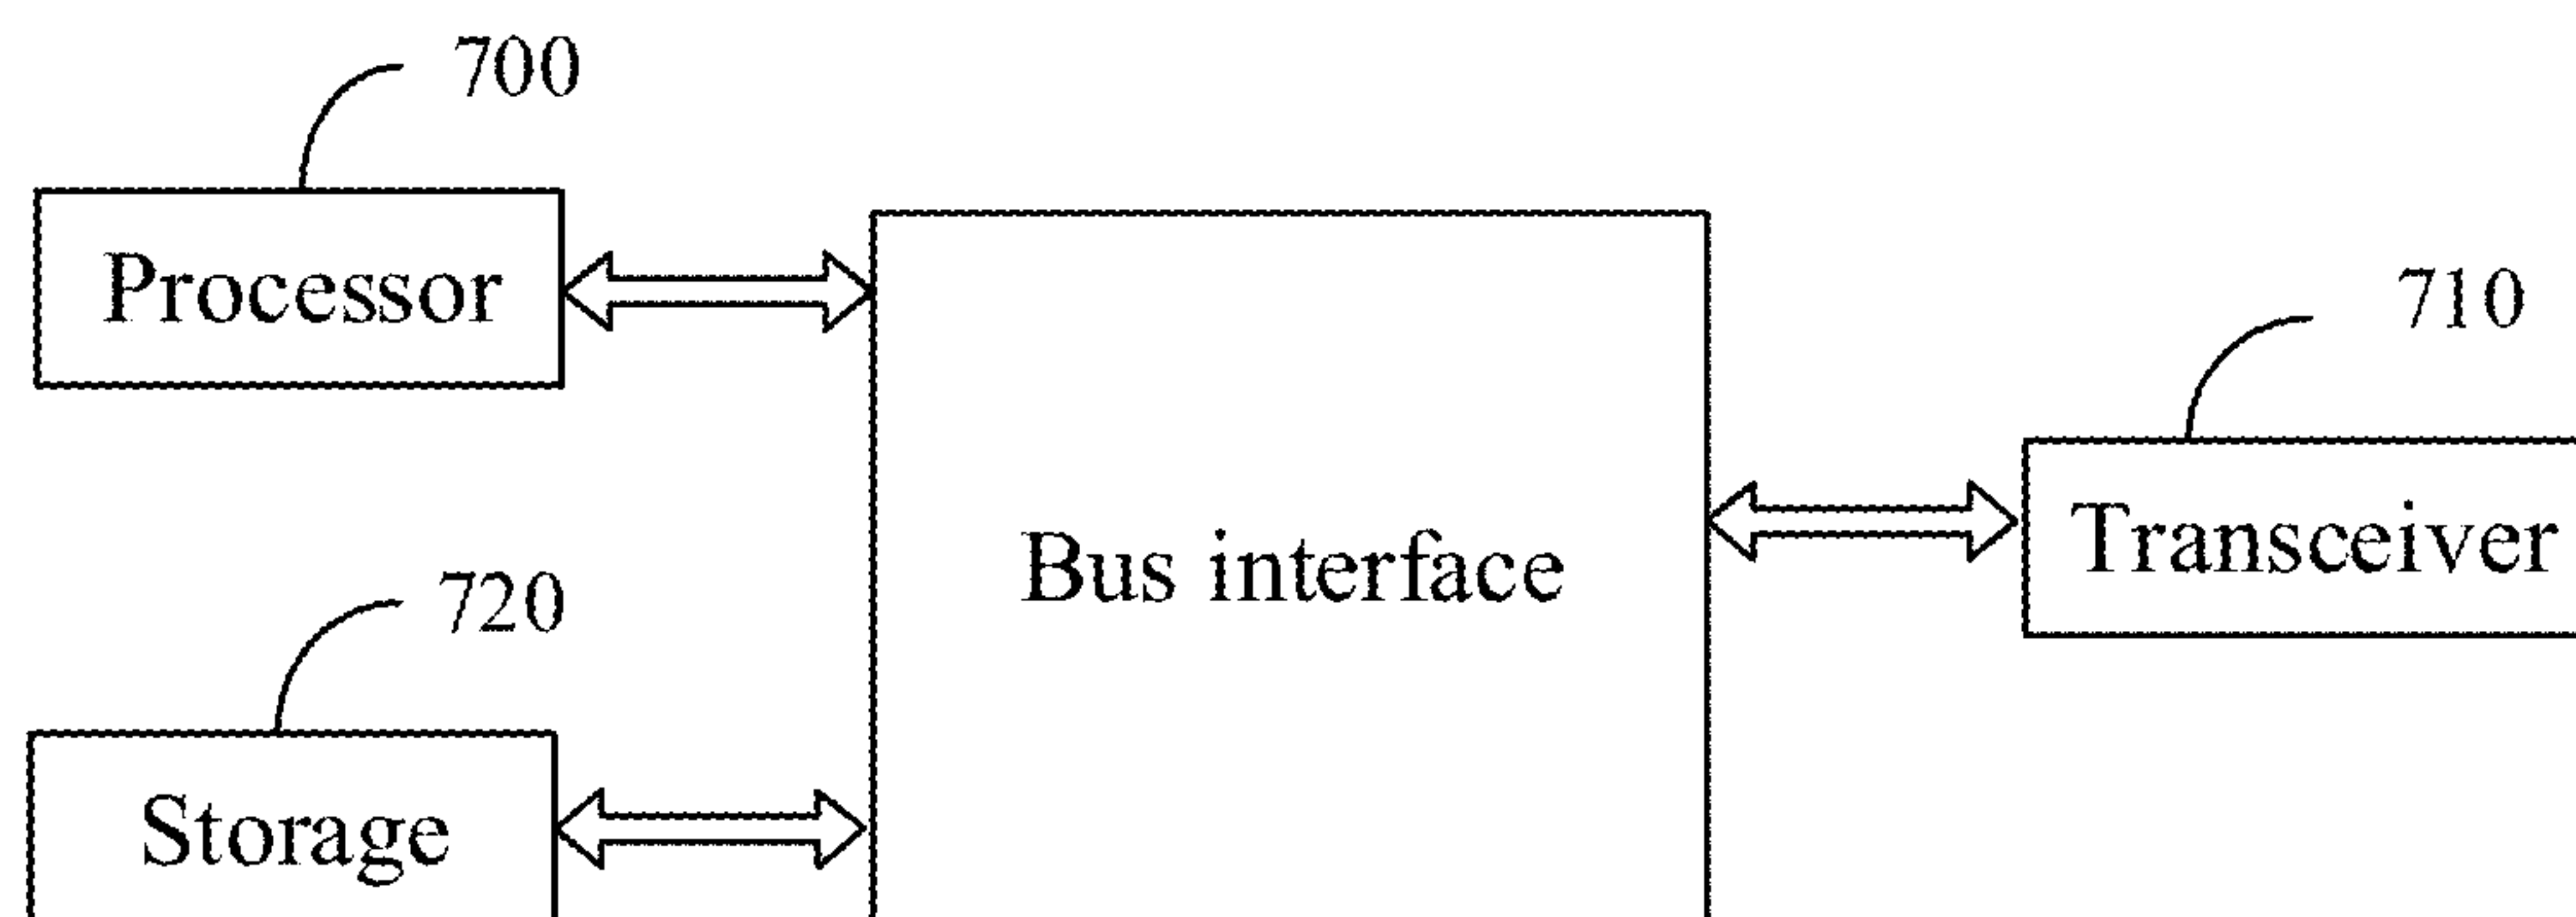 700
Processor
710
Bus interface
Transceiver
720
Storage